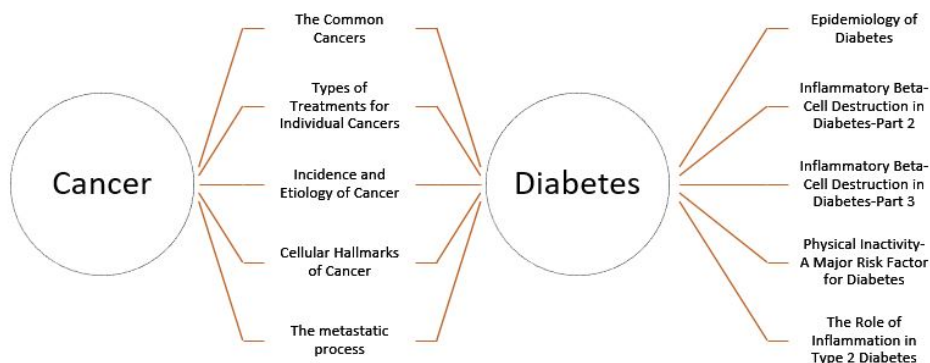 Cancer
The Common
Cancers
Types of
Treatments for
Individual Cancers
Incidence and
Etiology of Cancer
Cellular Hallmarks
of Cancer
The metastatic
process
Diabetes
Epidemiology of
Diabetes
Inflammatory Beta-
Cell Destruction in
Diabetes-Part 2
Inflammatory Beta-
Cell Destruction in
Diabetes-Part 3
Physical Inactivity-
A Major Risk Factor
for Diabetes
The Role of
Inflammation in
Type 2 Diabetes